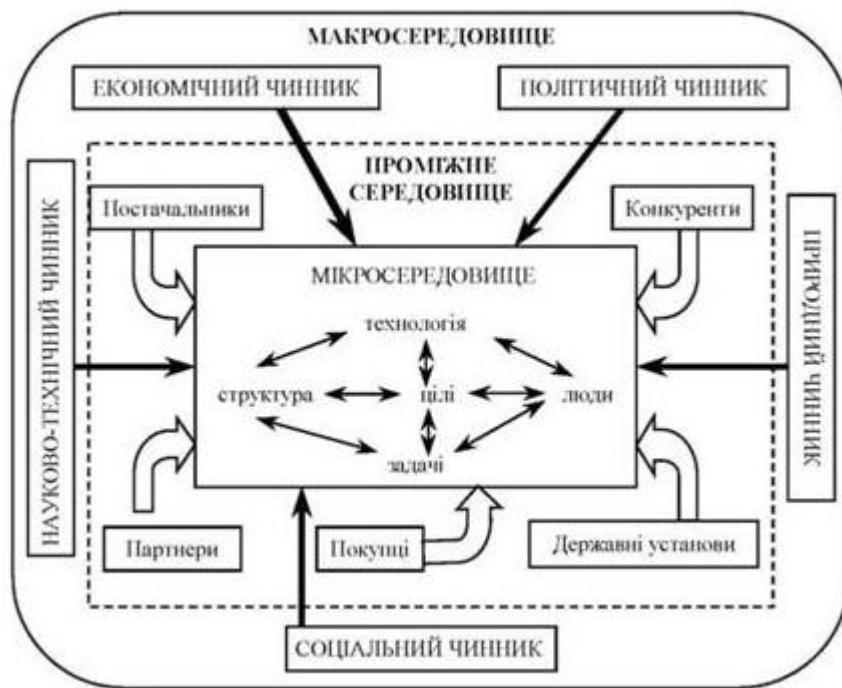 МАКРОСЕРЕДОВИЩЕ
ЕКОНОМІЧНИЙ ЧИННИК
ПОЛІТИЧНИЙ ЧИННИК
ПРОМІЖНЕ
СЕРЕДОВИЩЕ
НАУКОВО-ТЕХНІЧНИЙ ЧИННИК
Постачальники
Конкуренти
ПРИРОДНИЙ ЧИННИК
МІКРОСЕРЕДОВИЩЕ
технологія
структура
цілі
люди
задачі
Партнери
Покупці
Державні установи
СОЦІАЛЬНИЙ ЧИННИК